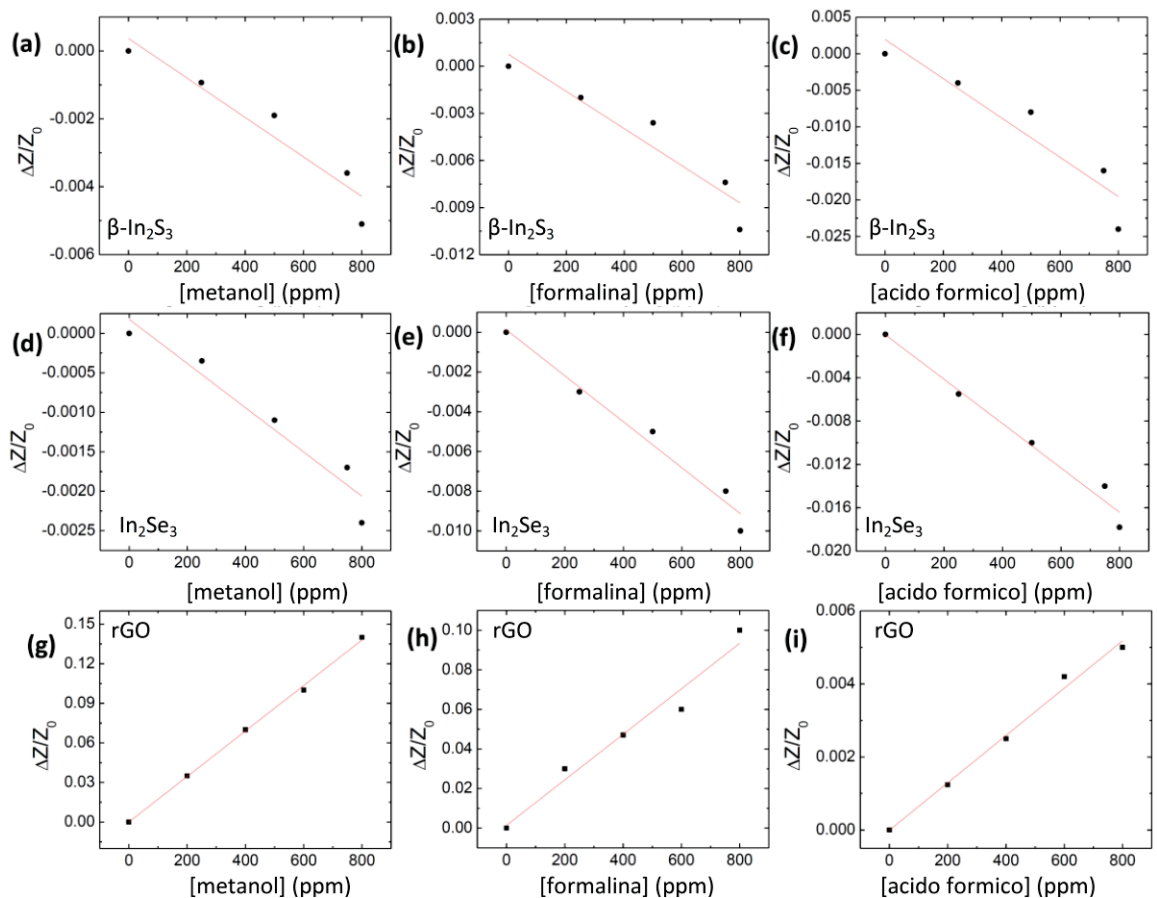 (a)
0.000
-0.002
-0.004
-0.006
ΔZ/Z0
β-In2S3
0 200 400 600 800
[metanol] (ppm)
(b)
0.003
0.000
-0.003
-0.006
-0.009
-0.012
ΔZ/Z0
β-In2S3
0 200 400 600 800
[formalina] (ppm)
(c)
0.005
0.000
-0.005
-0.010
-0.015
-0.020
-0.025
ΔZ/Z0
β-In2S3
0 200 400 600 800
[acido formico] (ppm)
(d)
0.0000
-0.0005
-0.0010
-0.0015
-0.0020
-0.0025
ΔZ/Z0
In2Se3
0 200 400 600 800
[metanol] (ppm)
(e)
0.000
-0.002
-0.004
-0.006
-0.008
-0.010
ΔZ/Z0
In2Se3
0 200 400 600 800
[formalina] (ppm)
(f)
0.000
-0.004
-0.008
-0.012
-0.016
-0.020
ΔZ/Z0
In2Se3
0 200 400 600 800
[acido formico] (ppm)
(g)
rGO
0.15
0.12
0.09
0.06
0.03
0.00
ΔZ/Z0
0 200 400 600 800
[metanol] (ppm)
(h)
rGO
0.10
0.08
0.06
0.04
0.02
0.00
ΔZ/Z0
0 200 400 600 800
[formalina] (ppm)
(i)
rGO
0.006
0.004
0.002
0.000
ΔZ/Z0
0 200 400 600 800
[acido formico] (ppm)